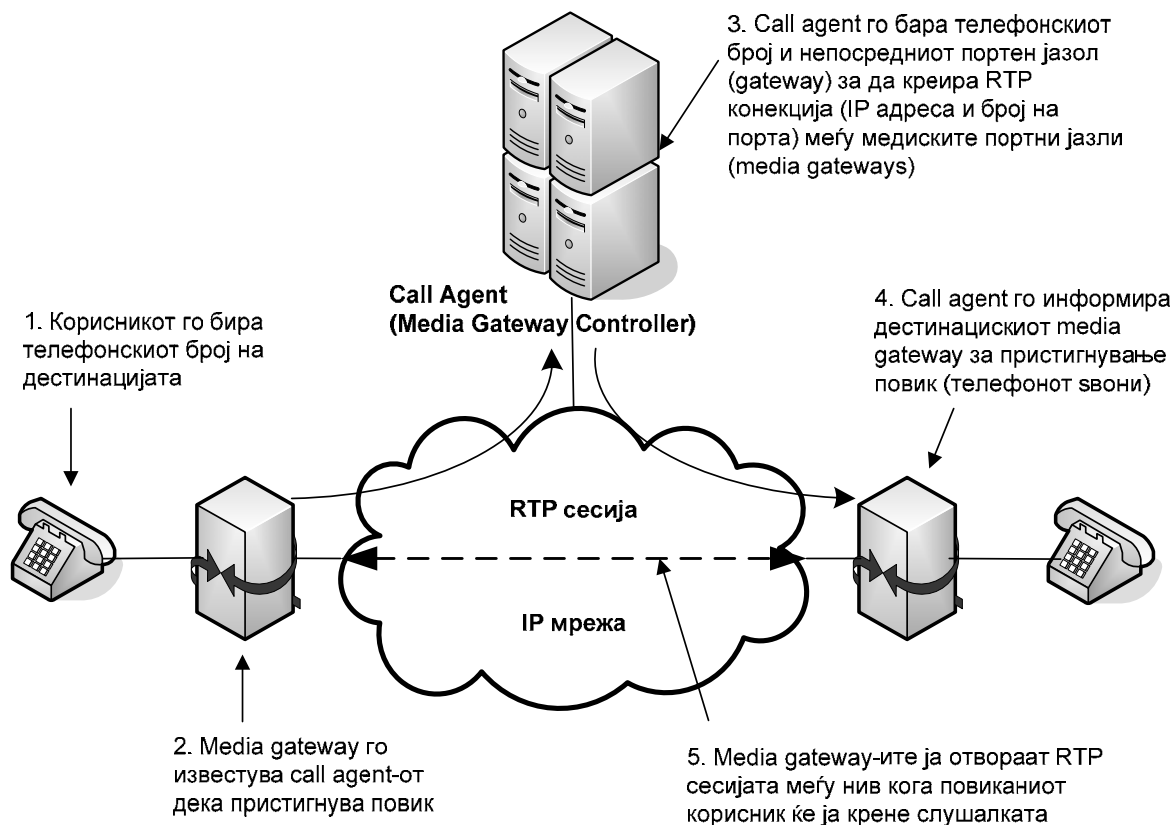 3. Call agent го бара телефонскиот
број и непосредниот портен јазол
(gateway) за да креира RTP
конекција (IP адреса и број на
порта) меѓу медиските портни јазли
(media gateways)
Call Agent
(Media Gateway Controller)
1. Корисникот го бира
телефонскиот број на
дестинацијата
4. Call agent го информира
дестинацискиот media
gateway за пристигнување
повик (телефонот ѕвони)
RTP сесија
IP мрежа
2. Media gateway го
известува call agent-от
дека пристигнува повик
5. Media gateway-ите ја отвораат RTP
сесијата меѓу нив кога повиканиот
корисник ќе ја крене слушалката